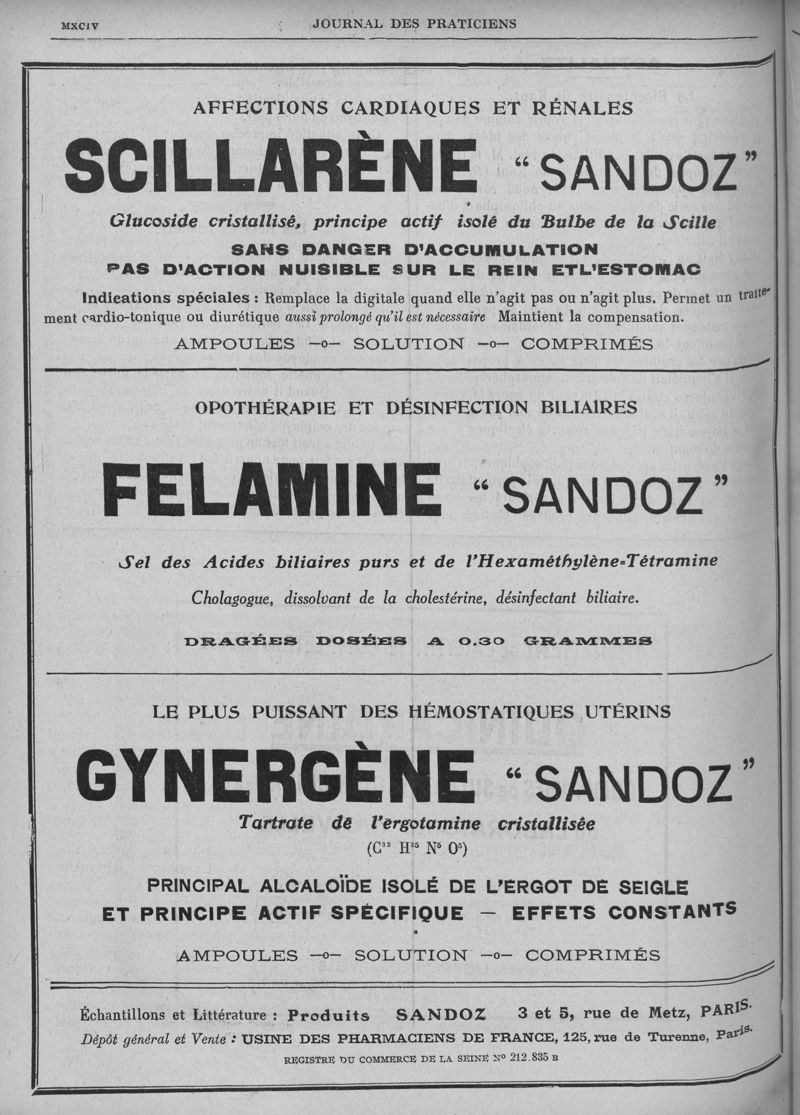 MXCIV
JOURNAL DES PRATICIENS
AFFECTIONS CARDIAQUES ET RÉNALES
SCILLARÈNE “SANDOZ”
Glucoside cristallisé, principe actif isolé du Bulbe de la Scille
SANS DANGER D'ACCUMULATION
PAS D'ACTION NUISIBLE SUR LE REIN ETL'ESTOMAC
Indications spéciales : Remplace la digitale quand elle n'agit pas ou n'agit plus. Permet un traite-
ment cardio-tonique ou diurétique aussi prolongé qu'il est nécessaire Maintient la compensation.
AMPOULES —o— SOLUTION —o— COMPRIMÉS
OPOTHÉRAPIE ET DÉSINFECTION BILIAIRES
FELAMINE “SANDOZ”
Sel des Acides biliaires purs et de l'Hexaméthylène-Tétramine
Cholagogue, dissolvant de la cholestérine, désinfectant biliaire.
DRAGÉES DOSÉES A 0.30 GRAMMES
LE PLUS PUISSANT DES HÉMOSTATIQUES UTÉRINS
GYNERGÈNE “SANDOZ”
Tartrate dê l'ergotamine cristallisée
(C³³ H³⁵ N⁵ O⁵)
PRINCIPAL ALCALOÏDE ISOLÉ DE L'ERGOT DE SEIGLE
ET PRINCIPE ACTIF SPÉCIFIQUE — EFFETS CONSTANTS
AMPOULES —o— SOLUTION —o— COMPRIMÉS
Échantillons et Littérature : Produits SANDOZ 3 et 5, rue de Metz, PARIS.
Dépôt général et Vente : USINE DES PHARMACIENS DE FRANCE, 125, rue de Turenne, Paris.
REGISTRE DU COMMERCE DE LA SEINE Nº 212.835 B